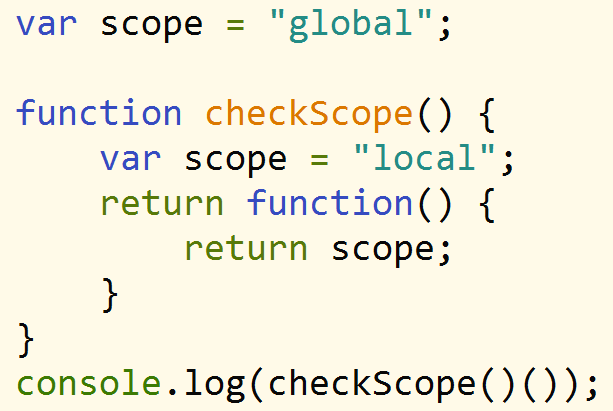 var scope = "global";

function checkScope() {
    var scope = "local";
    return function() {
        return scope;
    }
}
console.log(checkScope()());